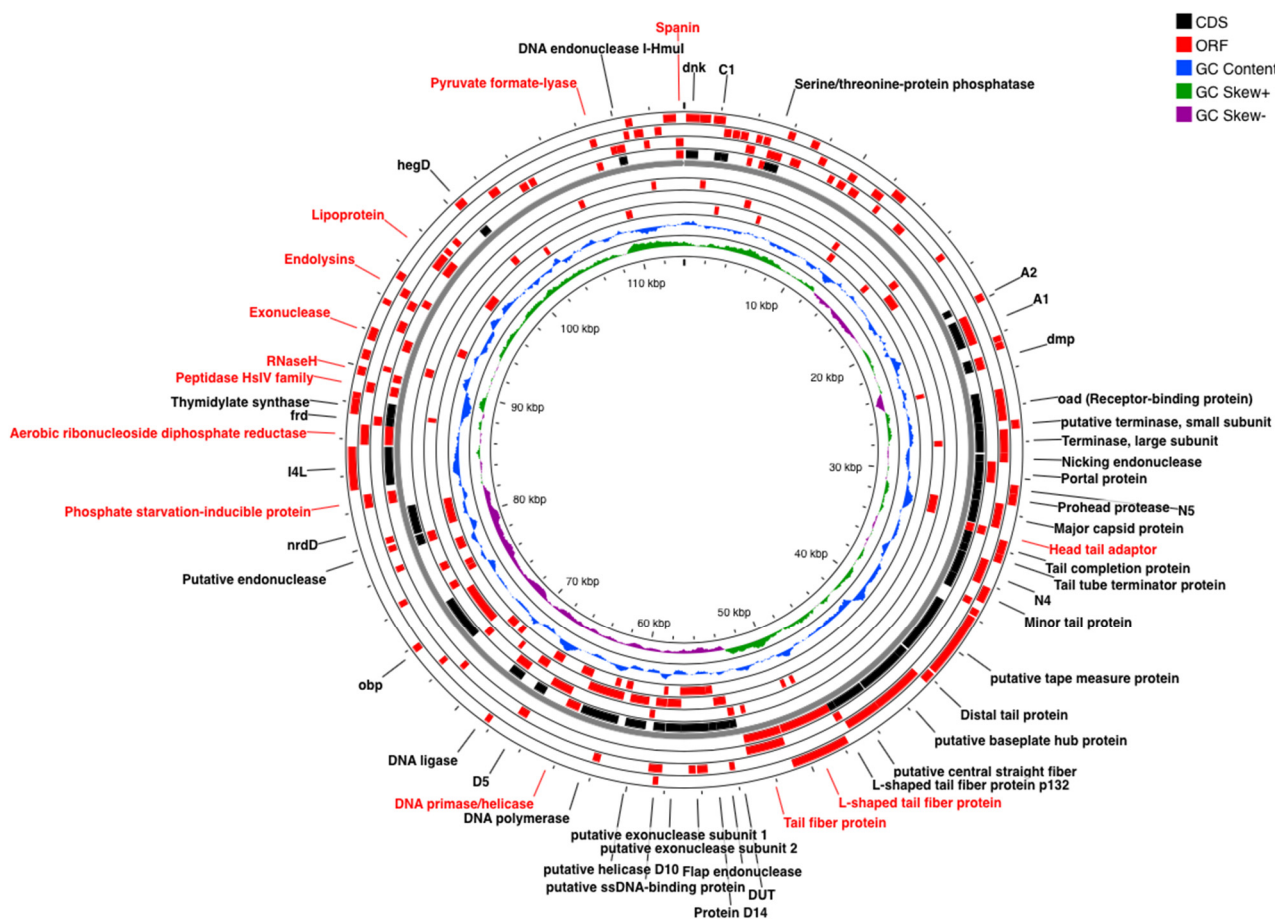 Spanin
DNA endonuclease I-HmuI
dnk
C1
Pyruvate formate-lyase
Serine/threonine-protein phosphatase
CDS
ORF
GC Content
GC Skew+
GC Skew-
hegD
Lipoprotein
Endolysins
Exonuclease
RNaseH
Peptidase HslV family
Thymidylate synthase
frd
Aerobic ribonucleoside diphosphate reductase
I4L
Phosphate starvation-inducible protein
nrdD
Putative endonuclease
obp
DNA ligase
D5
DNA primase/helicase
DNA polymerase
putative exonuclease subunit 1
putative exonuclease subunit 2
putative helicase D10
Flap endonuclease
putative ssDNA-binding protein
DUT
Protein D14
A2
A1
dmp
oad (Receptor-binding protein)
putative terminase, small subunit
Terminase, large subunit
Nicking endonuclease
Portal protein
Prohead protease
N5
Major capsid protein
Head tail adaptor
Tail completion protein
Tail tube terminator protein
N4
Minor tail protein
putative tape measure protein
Distal tail protein
putative baseplate hub protein
putative central straight fiber
L-shaped tail fiber protein p132
L-shaped tail fiber protein
Tail fiber protein
10 kbp
20 kbp
30 kbp
40 kbp
50 kbp
60 kbp
70 kbp
80 kbp
90 kbp
100 kbp
110 kbp